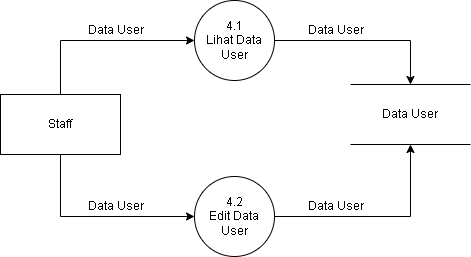 Data User
4.1
Lihat Data
User
Data User
Staff
Data User
Data User
4.2
Edit Data
User
Data User